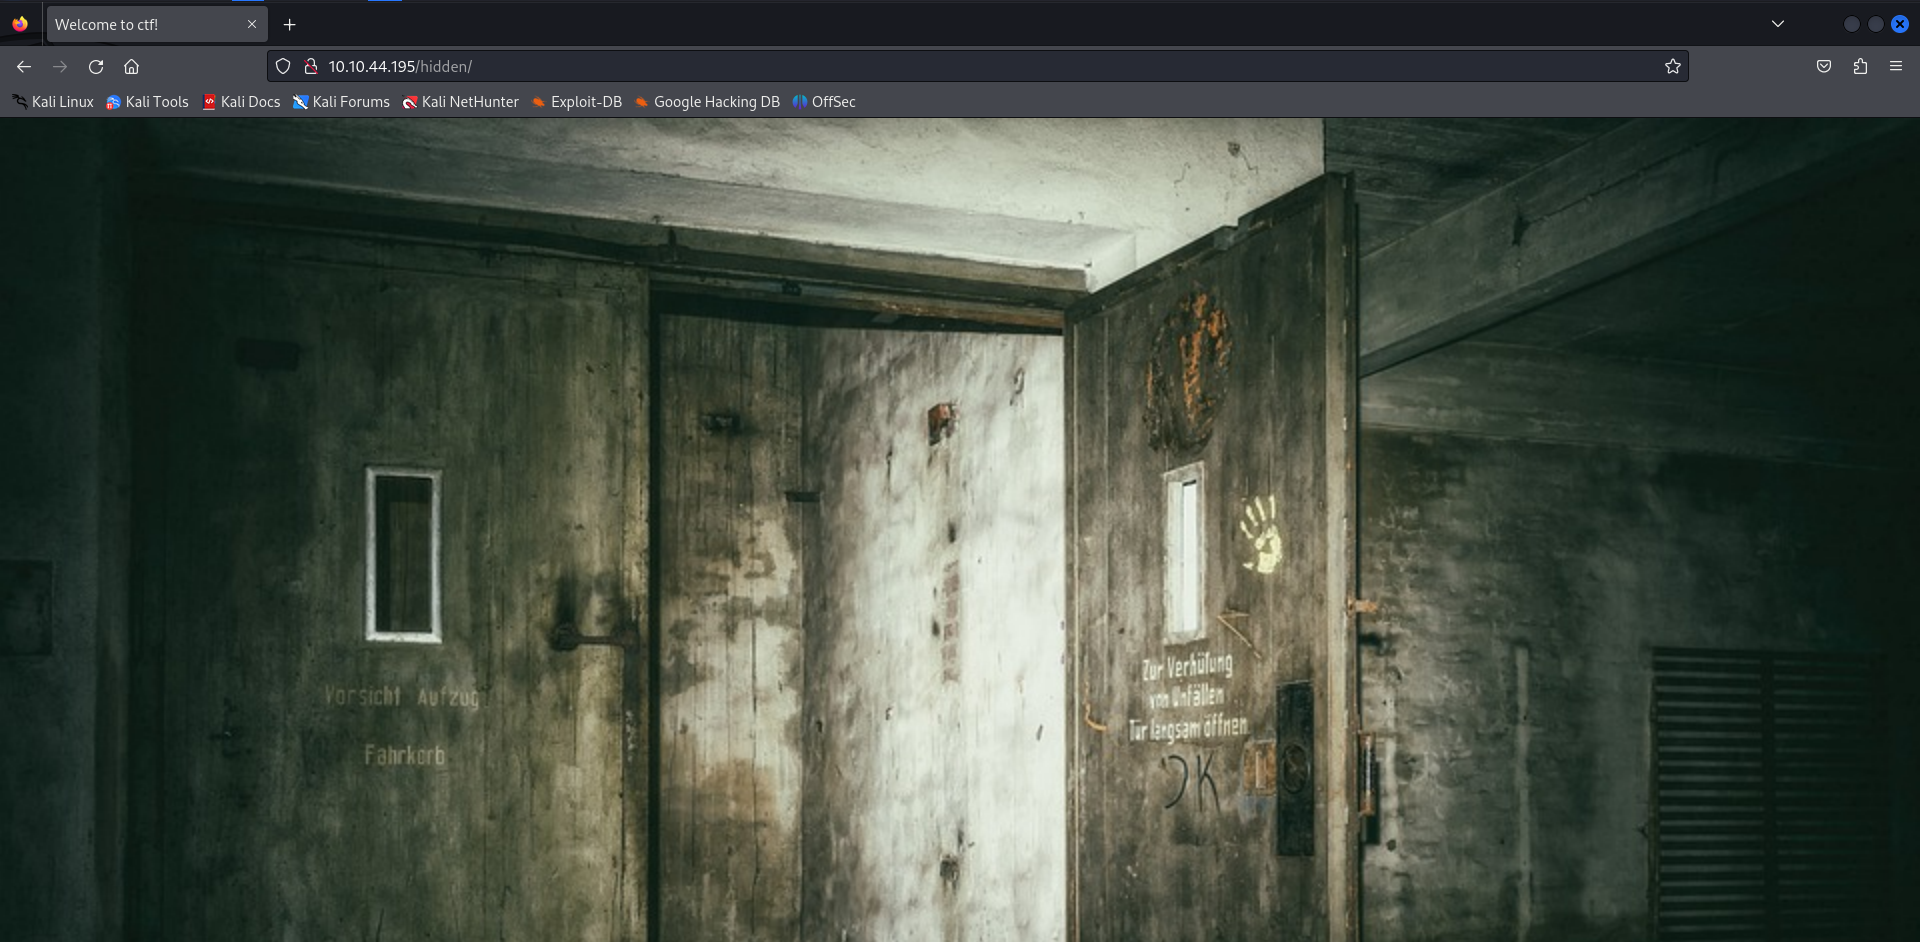 Welcome to ctf!
10.10.44.195/hidden/
Kali Linux
Kali Tools
Kali Docs
Kali Forums
Kali NetHunter
Exploit-DB
Google Hacking DB
OffSec
Vorsicht Aufzug
Fahrkorb
Zur Verhütung
von Unfällen
Tür langsam öffnen
JK